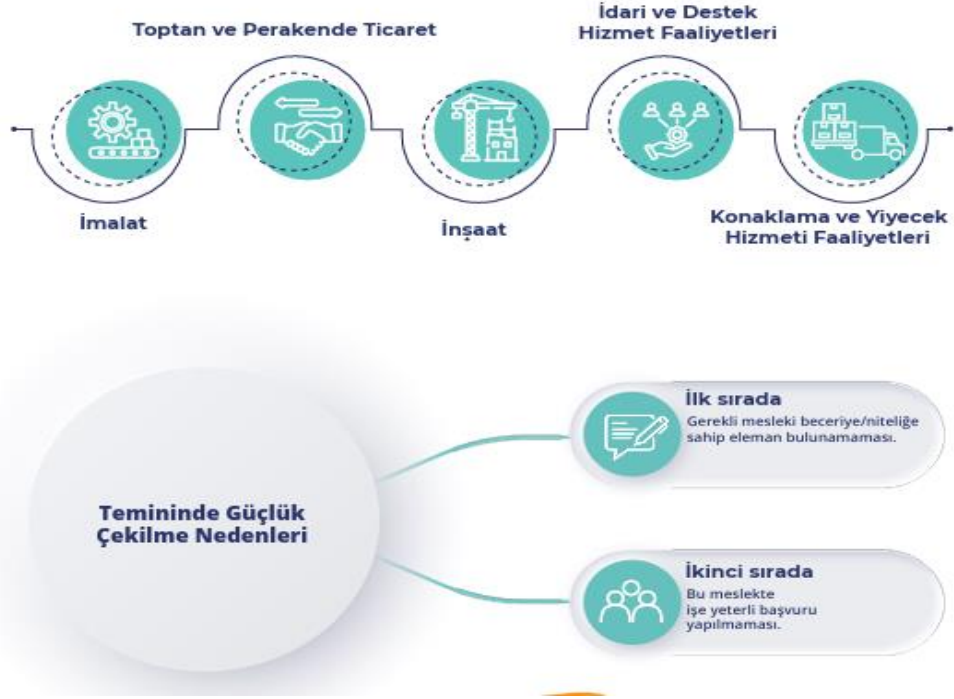 Toptan ve Perakende Ticaret
İdari ve Destek
Hizmet Faaliyetleri
İmalat
İnşaat
Konaklama ve Yiyecek
Hizmeti Faaliyetleri
Temininde Güçlük
Çekilme Nedenleri
İlk sırada
Gerekli mesleki beceriye/niteliğe
sahip eleman bulunamaması.
İkinci sırada
Bu meslekte
işe yeterli başvuru
yapılmaması.